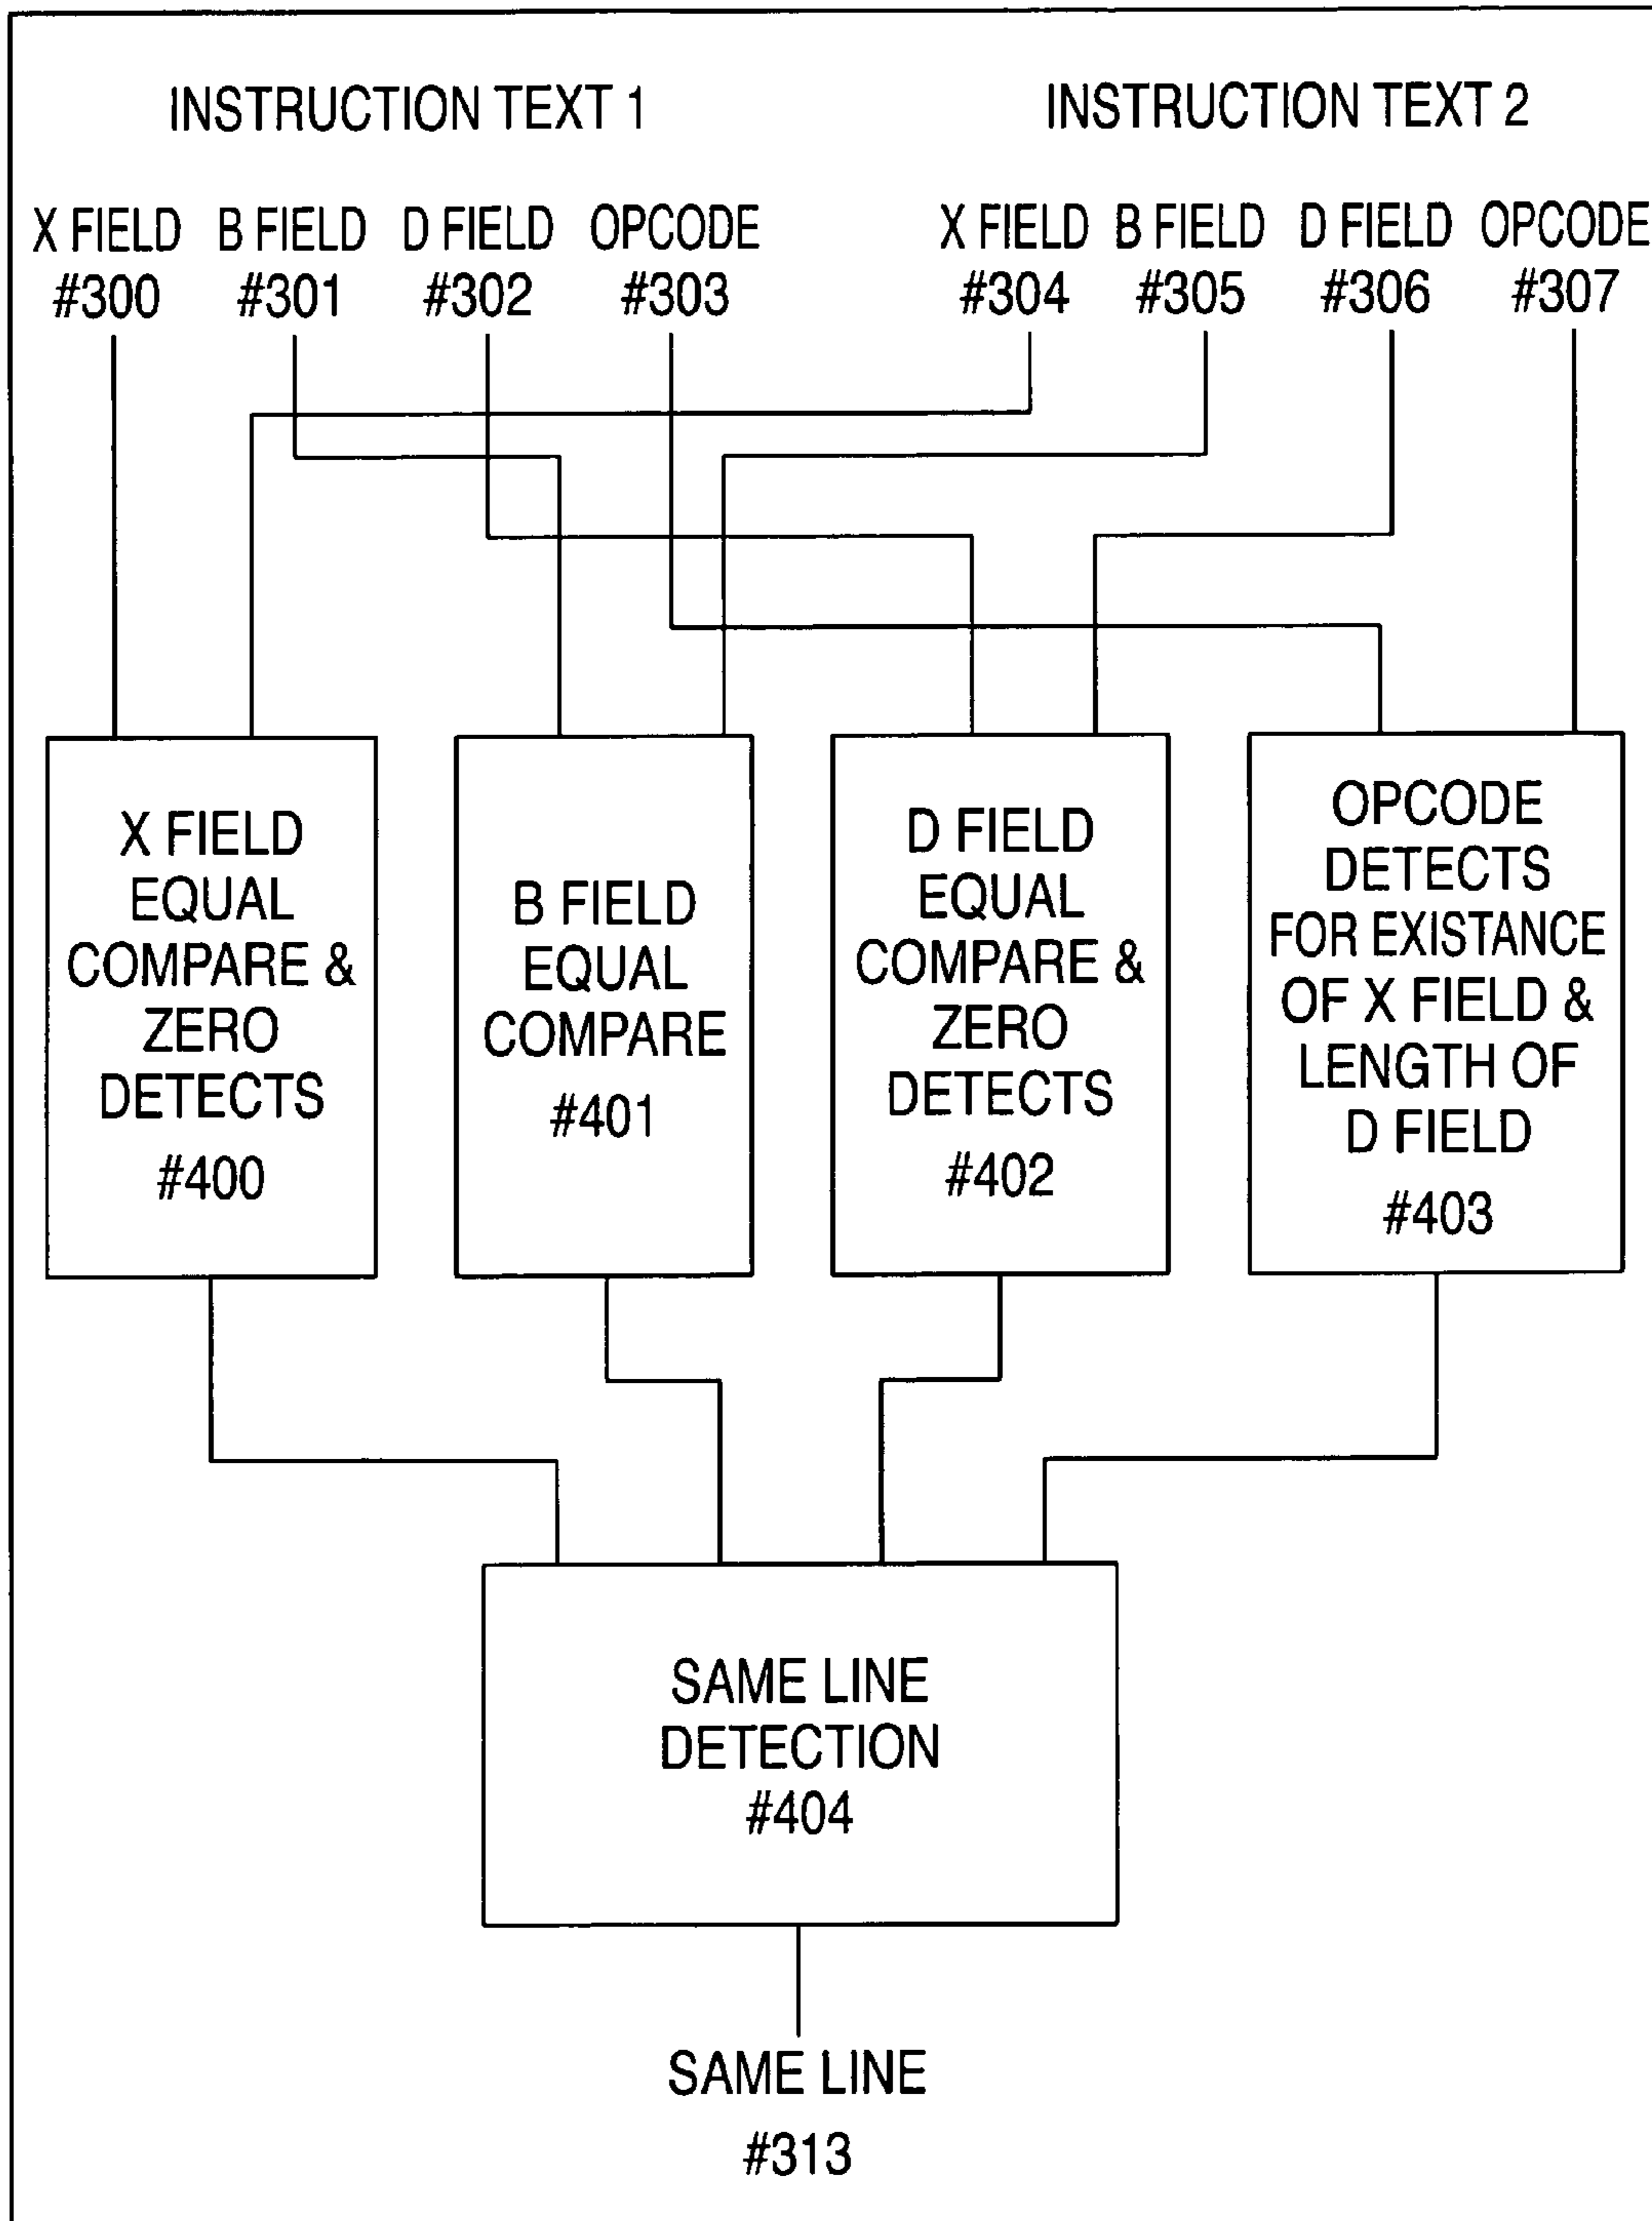 INSTRUCTION TEXT 1 INSTRUCTION TEXT 2
X FIELD B FIELD D FIELD OPCODE X FIELD B FIELD D FIELD OPCODE
#300 #301 #302 #303 #304 #305 #306 #307
X FIELD
EQUAL
COMPARE &
ZERO
DETECTS
#400
B FIELD
EQUAL
COMPARE
#401
D FIELD
EQUAL
COMPARE &
ZERO
DETECTS
#402
OPCODE
DETECTS
FOR EXISTANCE
OF X FIELD &
LENGTH OF
D FIELD
#403
SAME LINE
DETECTION
#404
SAME LINE
#313